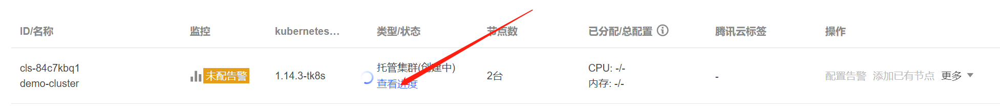 ID/名称 监控 kubernetes... 类型/状态 节点数 已分配/总配置 腾讯云标签 操作
cls-84c7kbq1
demo-cluster
未配告警
1.14.3-tk8s
托管集群(创建中)
查看进度
2台
CPU: -/-
内存: -/-
-
配置告警 添加已有节点 更多